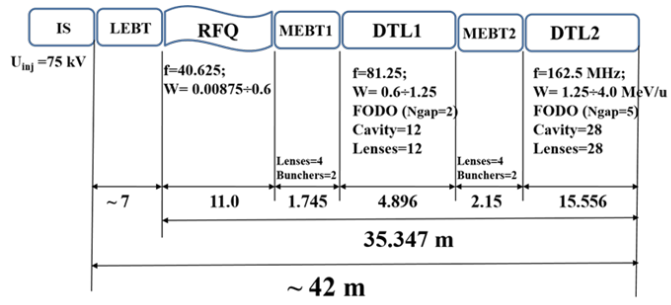 IS LEBT RFQ MEBT1 DTL1 MEBT2 DTL2
U_inj =75 kV
f=40.625;
W= 0.00875÷0.6
f=81.25;
W= 0.6÷1.25
FODO (Ngap=2)
Cavity=12
Lenses=12
f=162.5 MHz;
W= 1.25÷4.0 MeV/u
FODO (Ngap=5)
Cavity=28
Lenses=28
Lenses=4
Bunchers=2
Lenses=4
Bunchers=2
~ 7 11.0 1.745 4.896 2.15 15.556
35.347 m
~ 42 m